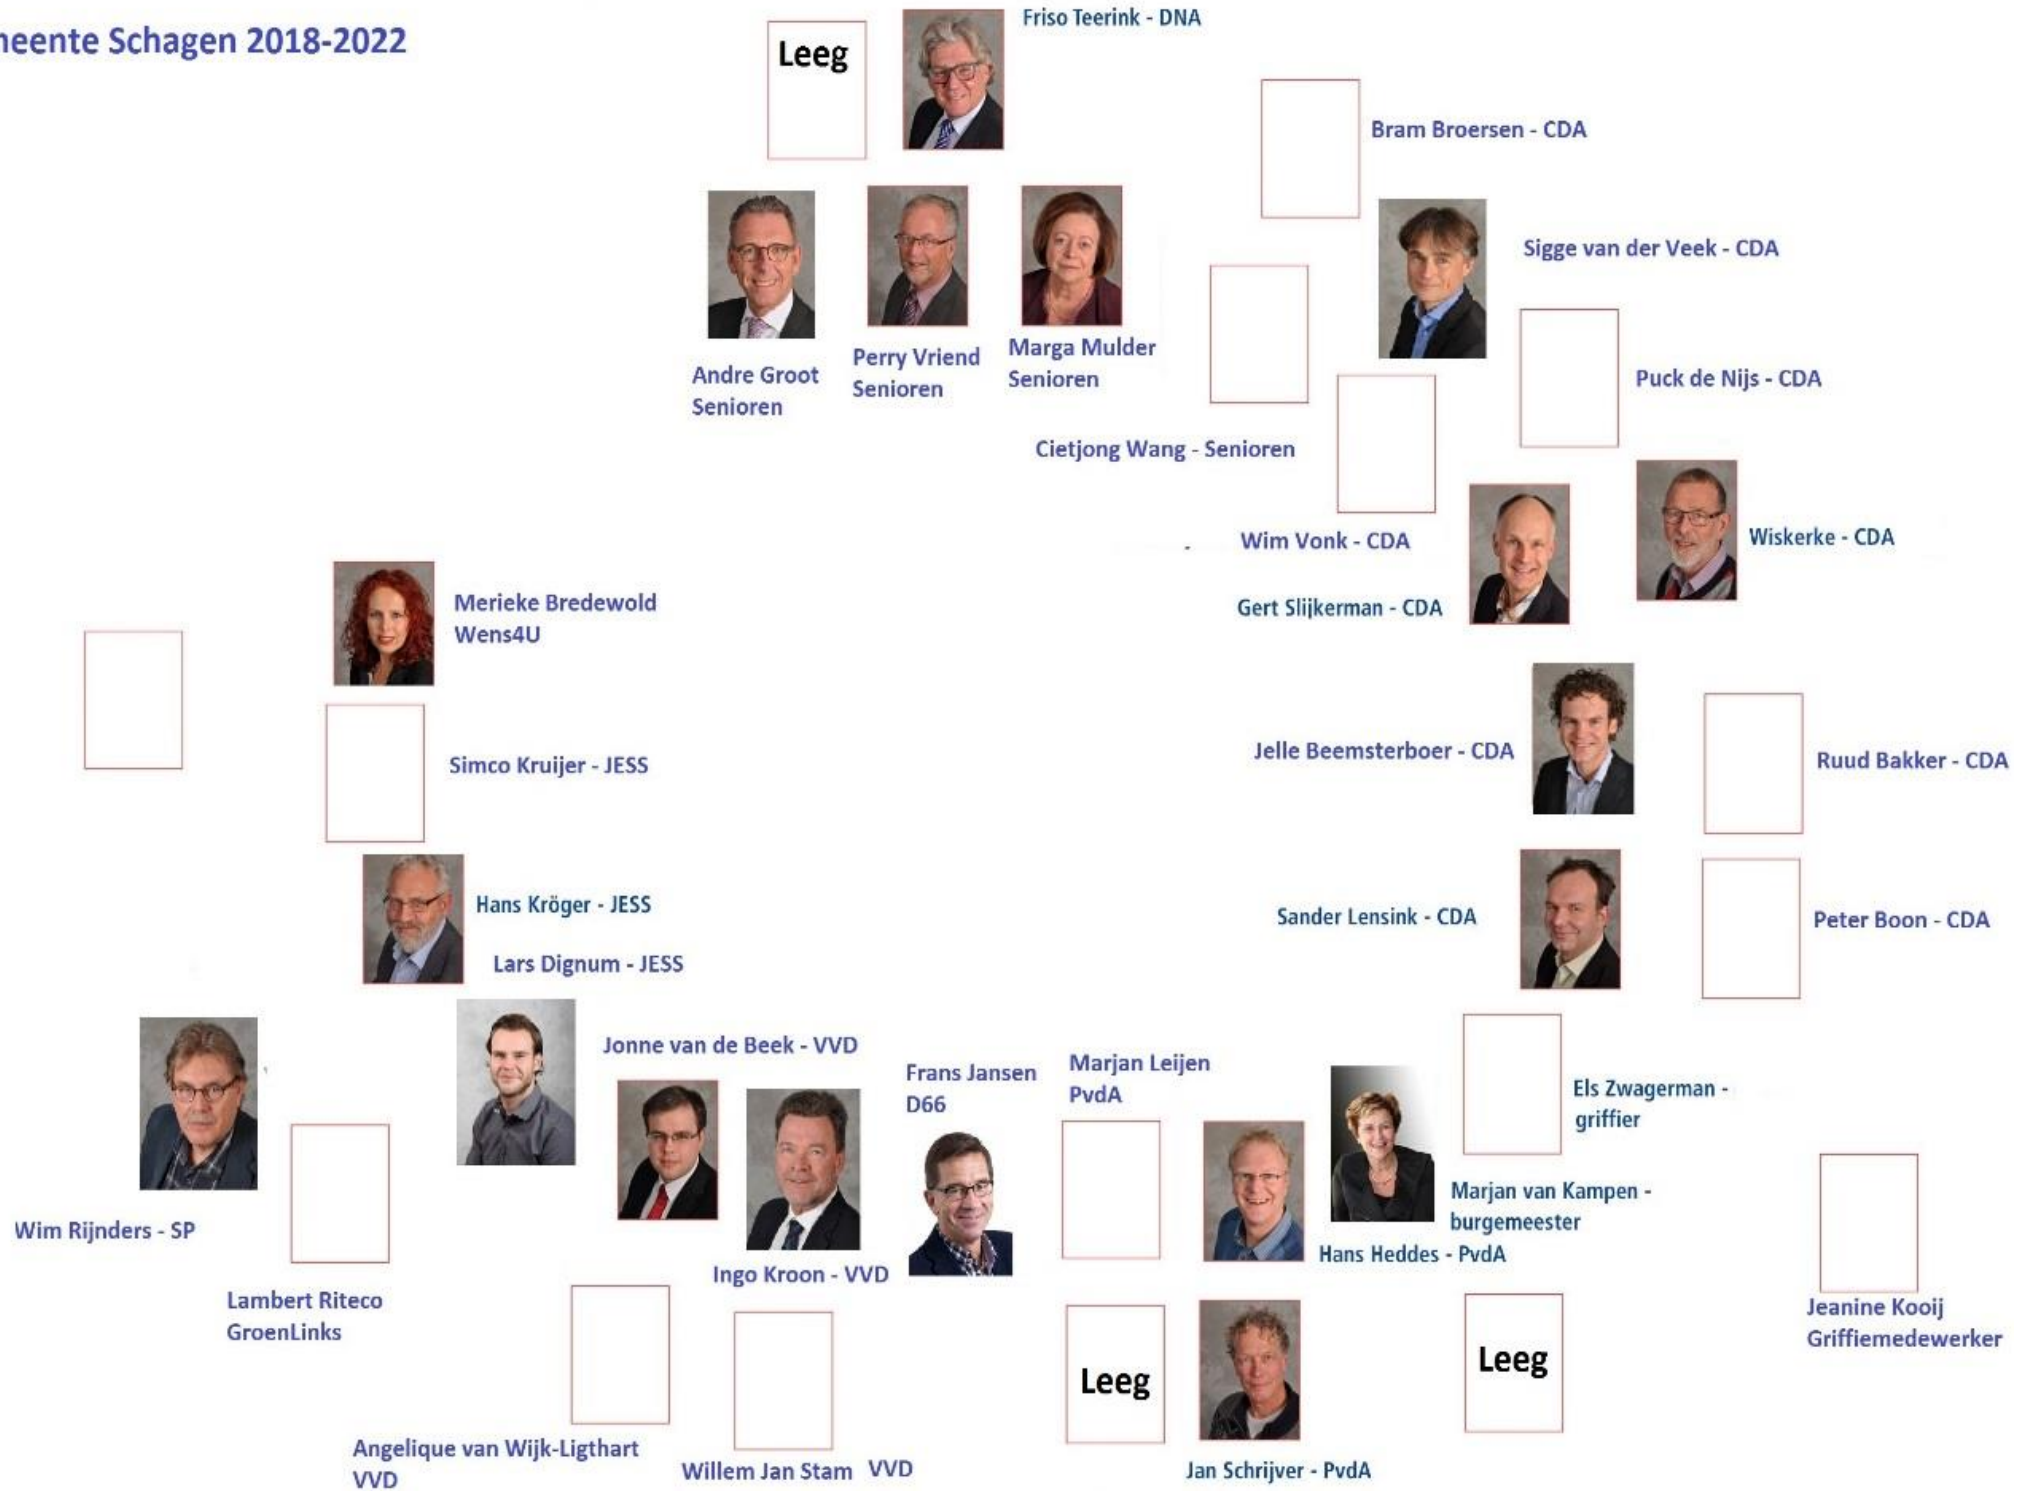 neente Schagen 2018-2022
Leeg
Friso Teerink - DNA
Bram Broersen - CDA
Sigge van der Veek - CDA
Andre Groot
Senioren
Perry Vriend
Senioren
Marga Mulder
Senioren
Puck de Nijs - CDA
Cietjong Wang - Senioren
Wim Vonk - CDA
Wiskerke - CDA
Gert Slijkerman - CDA
Merieke Bredewold
Wens4U
Simco Kruijer - JESS
Jelle Beemsterboer - CDA
Ruud Bakker - CDA
Hans Kröger - JESS
Sander Lensink - CDA
Peter Boon - CDA
Lars Dignum - JESS
Jonne van de Beek - VVD
Frans Jansen
D66
Marjan Leijen
PvdA
Els Zwagerman -
griffier
Marjan van Kampen -
burgemeester
Hans Heddes - PvdA
Wim Rijnders - SP
Ingo Kroon - VVD
Lambert Riteco
GroenLinks
Jeanine Kooij
Griffiemedewerker
Leeg
Leeg
Angelique van Wijk-Ligthart
VVD
Willem Jan Stam VVD
Jan Schrijver - PvdA